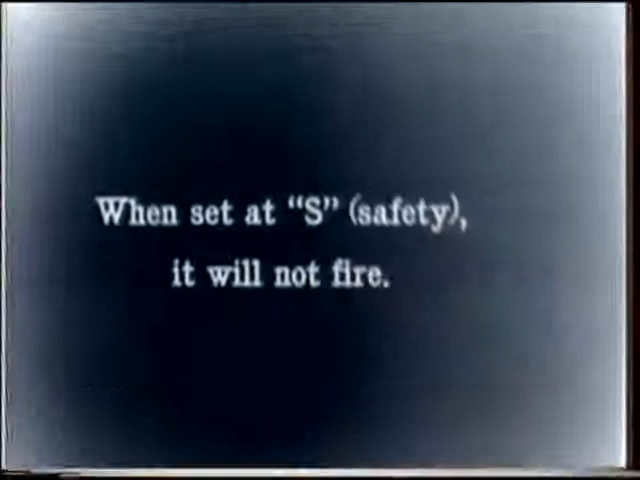 When set at “S” (safety),
it will not fire.